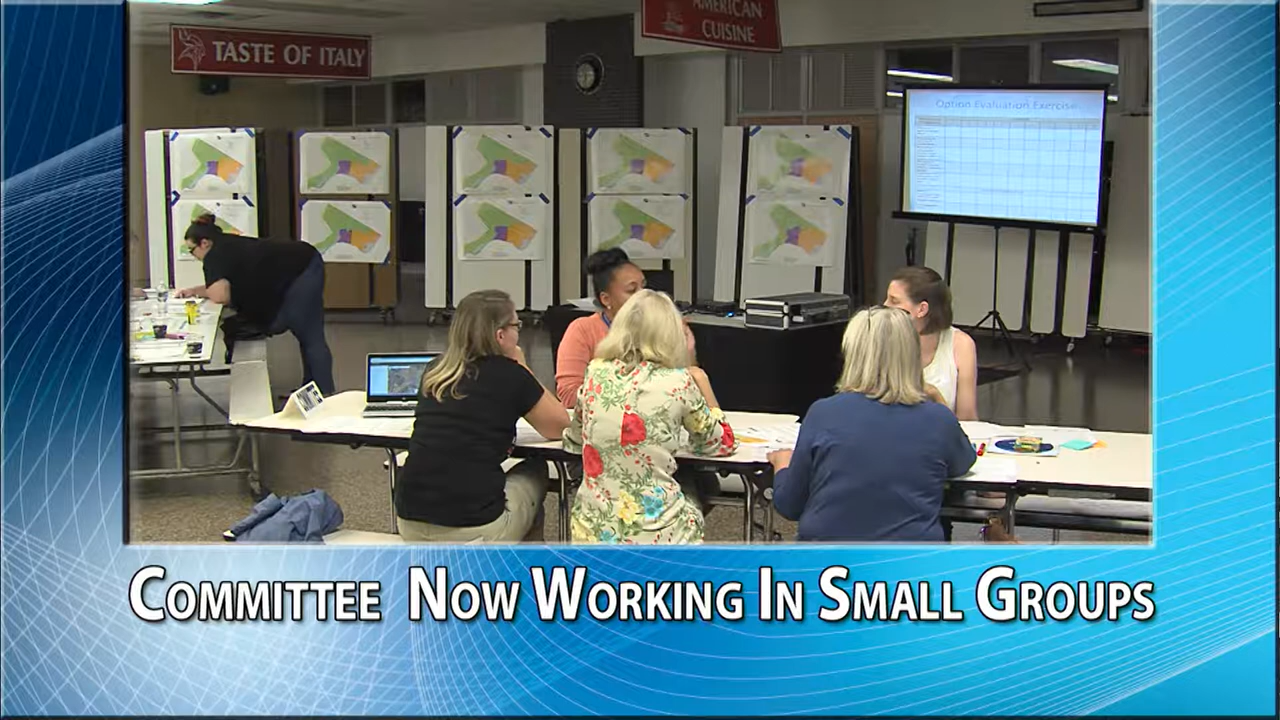 TASTE OF ITALY
AMERICAN
CUISINE
Option Evaluation Exercise
COMMITTEE NOW WORKING IN SMALL GROUPS